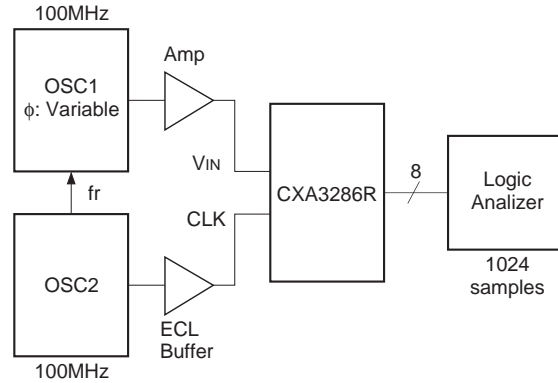 100MHz
OSC1
ϕ: Variable
Amp
fr
OSC2
100MHz
VIN
CLK
ECL
Buffer
CXA3286R
8
Logic
Analizer
1024
samples